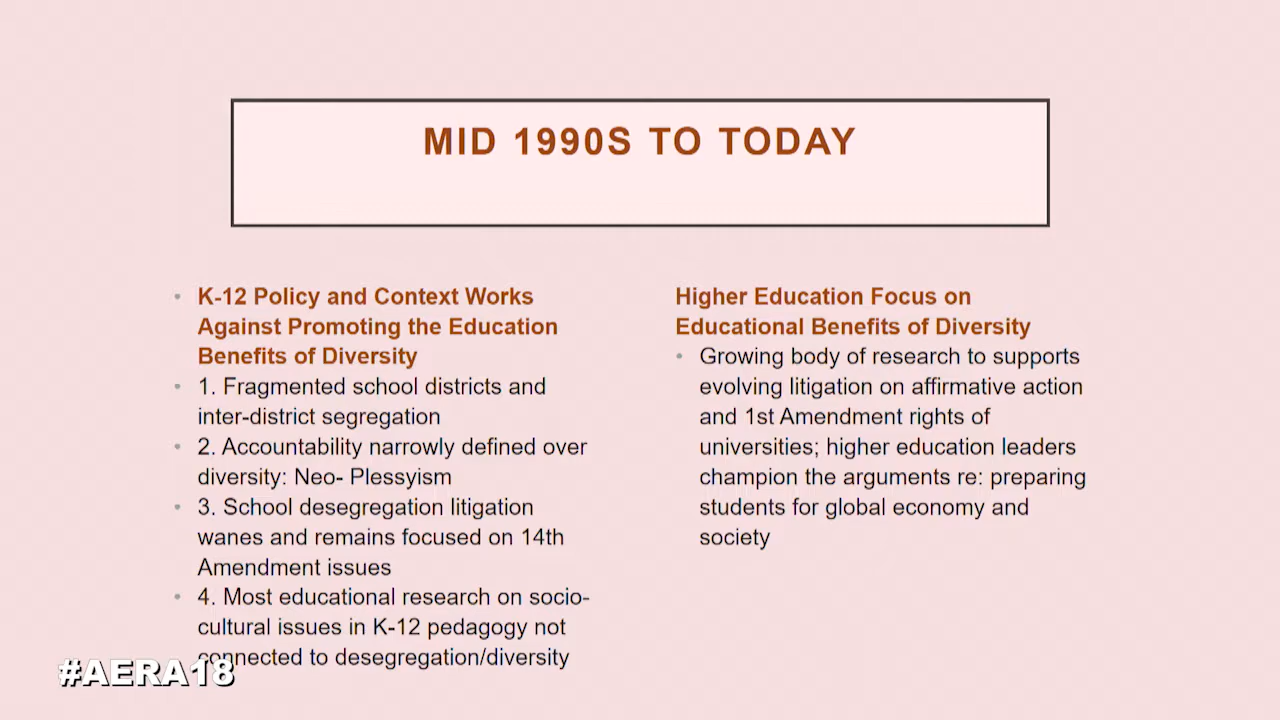 MID 1990S TO TODAY
• K-12 Policy and Context Works
Against Promoting the Education
Benefits of Diversity
• 1. Fragmented school districts and
inter-district segregation
• 2. Accountability narrowly defined over
diversity: Neo- Plessyism
• 3. School desegregation litigation
wanes and remains focused on 14th
Amendment issues
• 4. Most educational research on socio-
cultural issues in K-12 pedagogy not
connected to desegregation/diversity
Higher Education Focus on
Educational Benefits of Diversity
• Growing body of research to supports
evolving litigation on affirmative action
and 1st Amendment rights of
universities; higher education leaders
champion the arguments re: preparing
students for global economy and
society
#AERA18